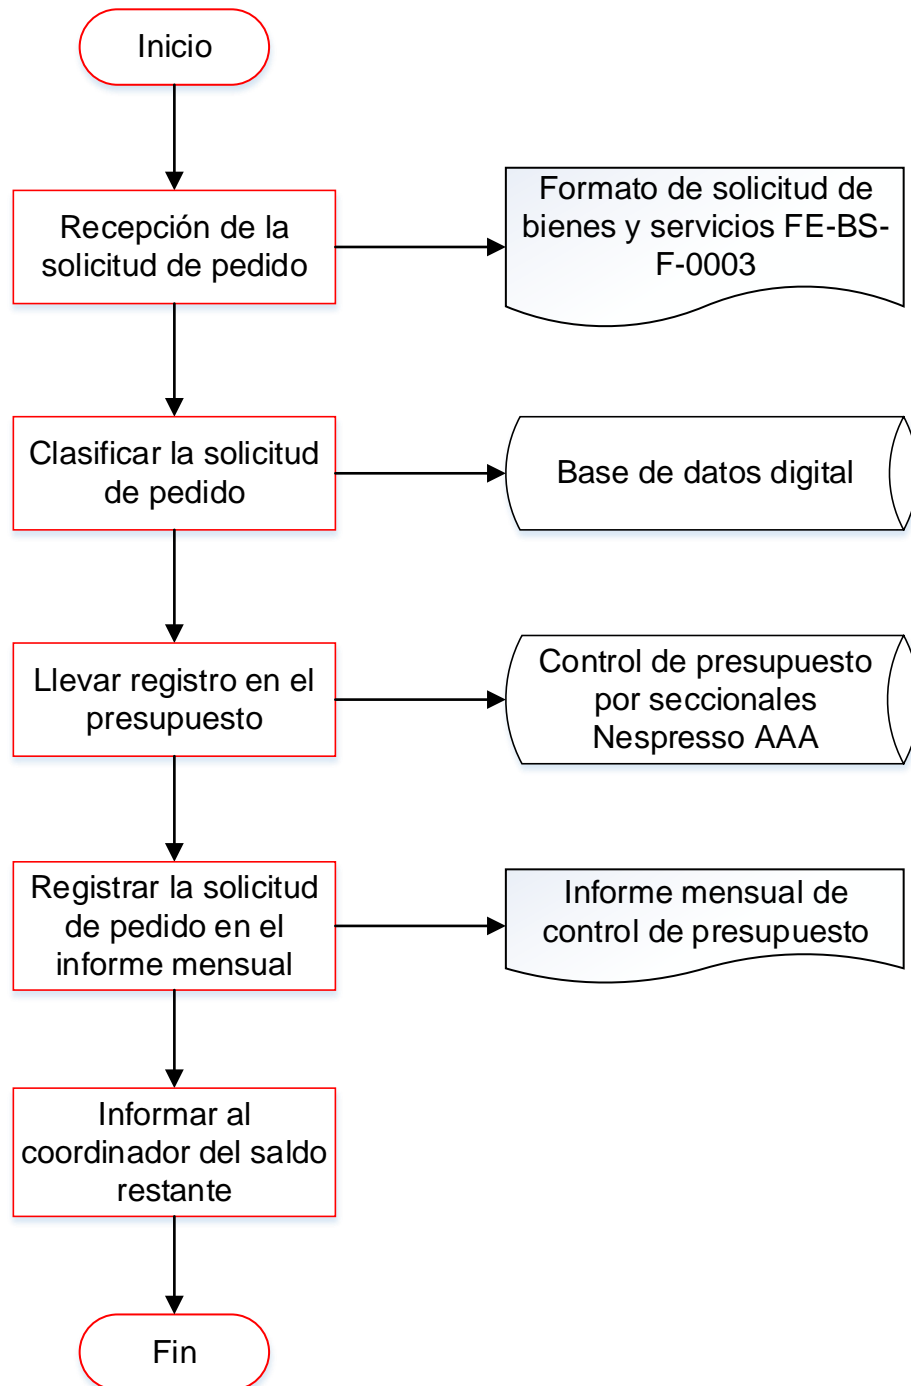 Inicio
Recepción de la
solicitud de pedido
Formato de solicitud de
bienes y servicios FE-BS-
F-0003
Clasificar la solicitud
de pedido
Base de datos digital
Llevar registro en el
presupuesto
Control de presupuesto
por seccionales
Nespresso AAA
Registrar la solicitud
de pedido en el
informe mensual
Informe mensual de
control de presupuesto
Informar al
coordinador del saldo
restante
Fin